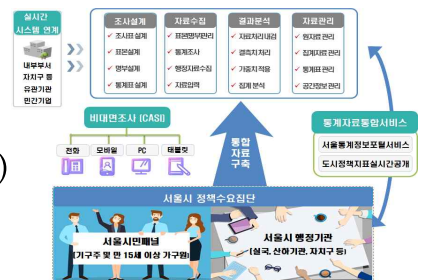 실시간
시스템 연계
내부부서
자치구 등
유관기관
민간기업
조사설계
✓ 조사표설계
✓ 표본설계
✓ 명부설계
✓ 통계표설계
자료수집
✓ 표본명부관리
✓ 통계조사
✓ 행정자료수집
✓ 자료입력
결과분석
✓ 자료처리내검
✓ 결측치처리
✓ 가중치적용
✓ 집계분석
자료관리
✓ 원자료관리
✓ 집계자료관리
✓ 통계표관리
✓ 공간정보관리
비대면조사 (CASI)
전화
모바일
PC
태블릿
통합
자료
구축
통계자료통합서비스
서울통계정보포털서비스
도시정책지표실시간공개
)
서울시 정책수요집단
서울시민패널
(가구주 및 만 15세 이상 가구원)
서울시 행정기관
(실국, 산하기관, 자치구 등)